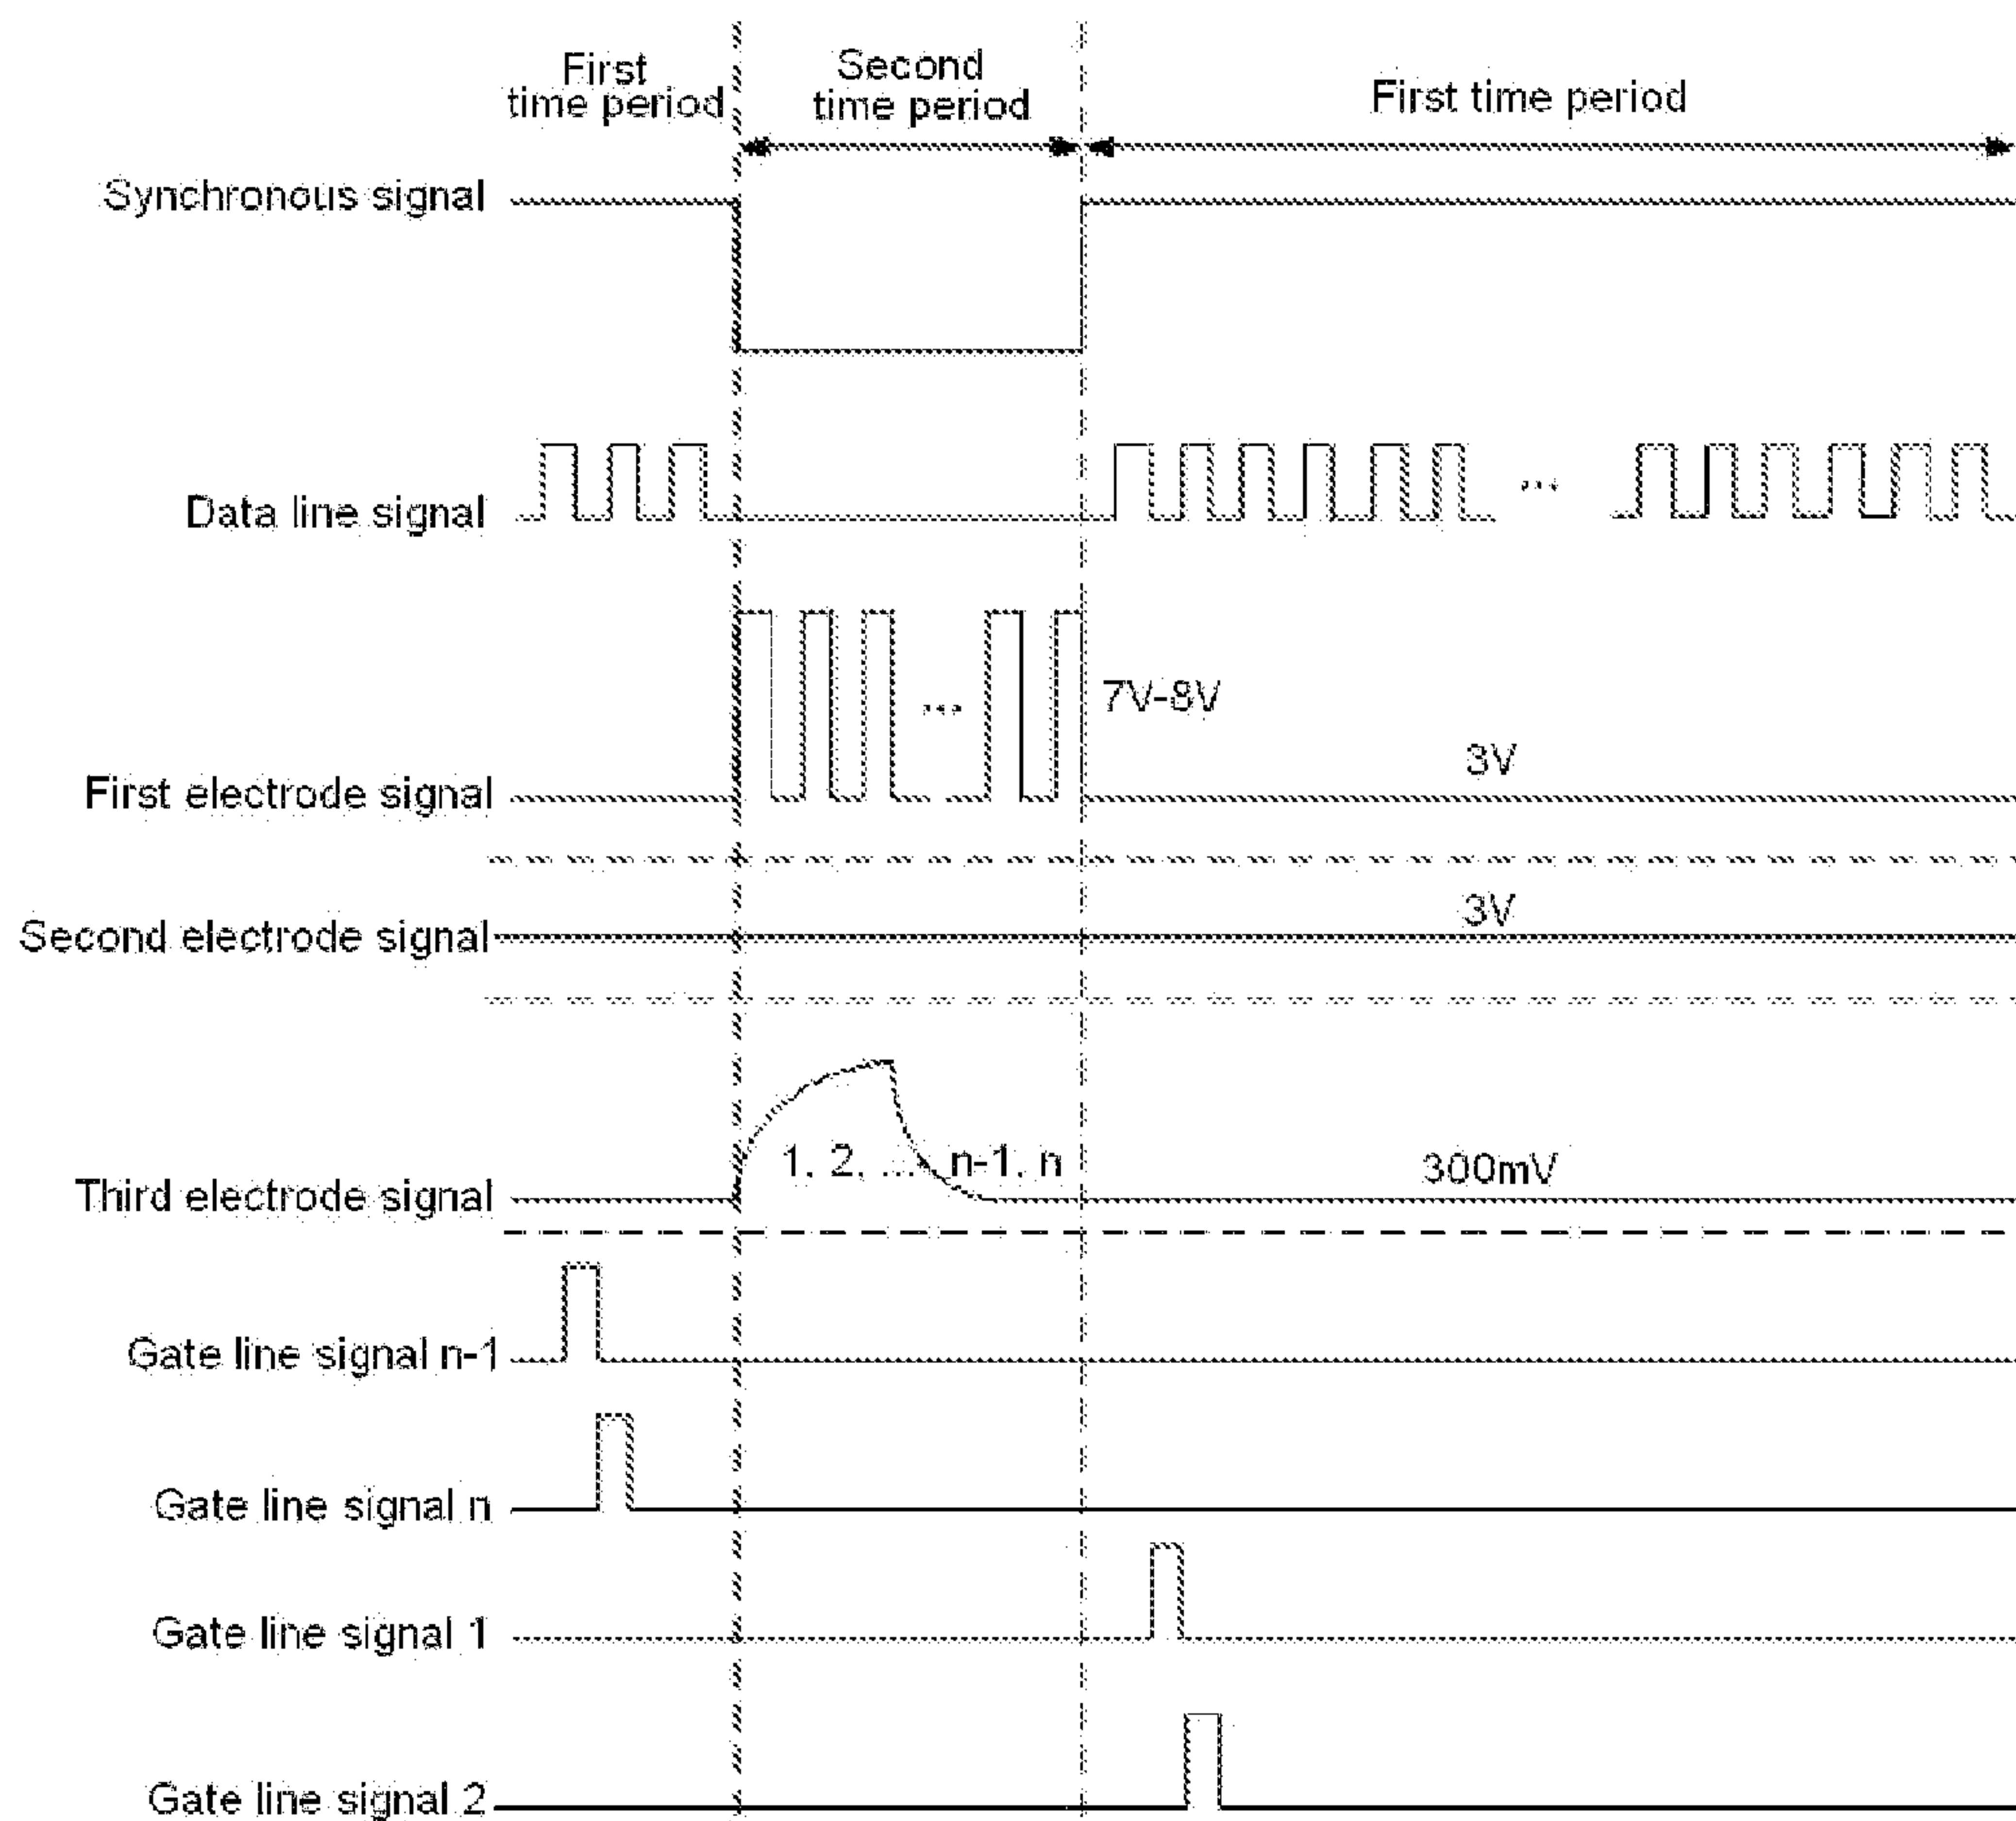 First
time period
Second
time period
First time period
Synchronous signal
Data line signal
...
...
7V-8V
3V
First electrode signal
3V
Second electrode signal
1, 2, ..., n-1, n
300mV
Third electrode signal
Gate line signal n-1
Gate line signal n
Gate line signal 1
Gate line signal 2